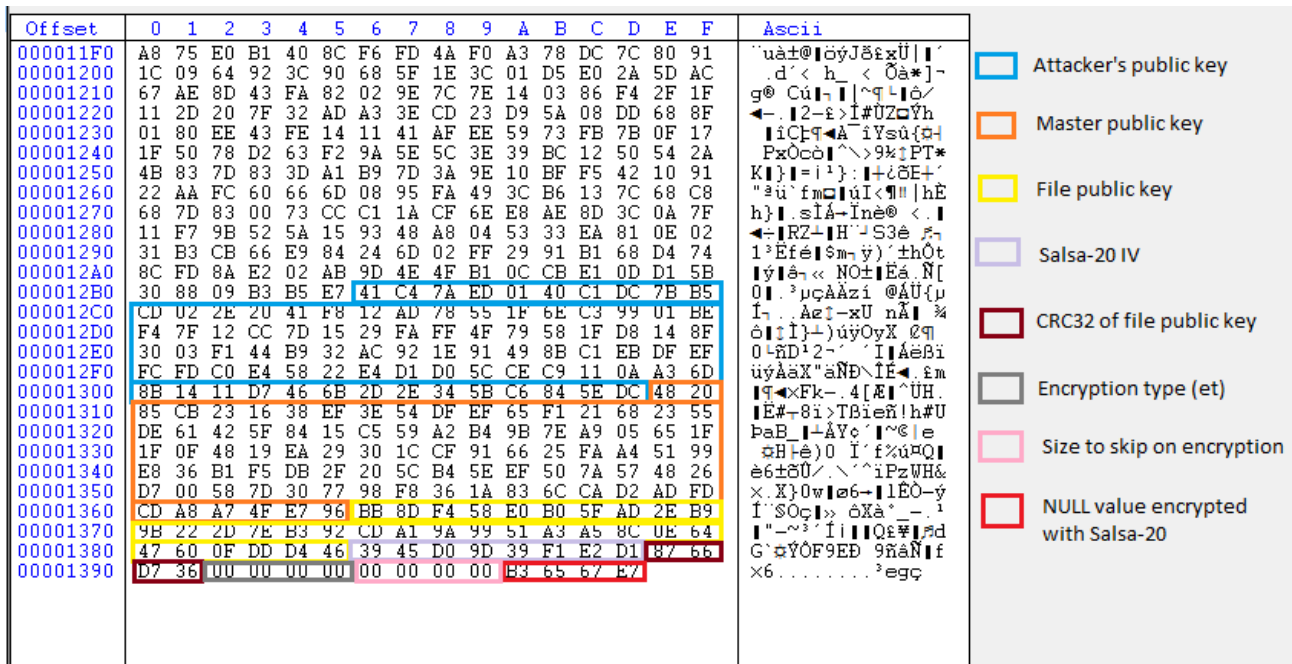 Offset 0 1 2 3 4 5 6 7 8 9 A B C D E F Ascii
000011F0 A8 75 E0 B1 40 8C F6 FD 4A F0 A3 78 DC 7C 80 91
00001200 1C 09 64 92 3C 90 68 5F 1E 3C 01 D5 E0 2A 5D AC
00001210 67 AE 8D 43 FA 82 02 9E 7C 7E 14 03 86 F4 2F 1F
00001220 11 2D 20 7F 32 AD A3 3E CD 23 D9 5A 08 DD 68 8F
00001230 01 80 EE 43 FE 14 11 41 AF EE 59 73 FB 7B 0F 17
00001240 1F 50 78 D2 63 F2 9A 5E 5C 3E 39 BC 12 50 54 2A
00001250 4B 83 7D 83 3D A1 B9 7D 3A 9E 10 BF F5 42 10 91
00001260 22 AA FC 60 66 6D 08 95 FA 49 3C B6 13 7C 68 C8
00001270 68 7D 83 00 73 CC C1 1A CF 6E E8 AE 8D 3C 0A 7F
00001280 11 F7 9B 52 5A 15 93 48 A8 04 53 33 EA 81 0E 02
00001290 31 B3 CB 66 E9 84 24 6D 02 FF 29 91 B1 68 D4 74
000012A0 8C FD 8A E2 02 AB 9D 4E 4F B1 0C CB E1 0D D1 5B
000012B0 30 88 09 B3 B5 E7 41 C4 7A ED 01 40 C1 DC 7B B5
000012C0 CD 02 2E 20 41 F8 12 AD 78 55 1F 6E C3 99 01 BE
000012D0 F4 7F 12 CC 7D 15 29 FA FF 4F 79 58 1F D8 14 8F
000012E0 30 03 F1 44 B9 32 AC 92 1E 91 49 8B C1 EB DF EF
000012F0 FC FD C0 E4 58 22 E4 D1 D0 5C CE C9 11 0A A3 6D
00001300 8B 14 11 D7 46 6B 2D 2E 34 5B C6 84 5E DC 48 20
00001310 85 CB 23 16 38 EF 3E 54 DF EF 65 F1 21 68 23 55
00001320 DE 61 42 5F 84 15 C5 59 A2 B4 9B 7E A9 05 65 1F
00001330 1F 0F 48 19 EA 29 30 1C CF 91 66 25 FA A4 51 99
00001340 E8 36 B1 F5 DB 2F 20 5C B4 5E EF 50 7A 57 48 26
00001350 D7 00 58 7D 30 77 98 F8 36 1A 83 6C CA D2 AD FD
00001360 CD A8 A7 4F E7 96 BB 8D F4 58 E0 B0 5F AD 2E B9
00001370 9B 22 2D 7E B3 92 CD A1 9A 99 51 A3 A5 8C 0E 64
00001380 47 60 0F DD D4 46 39 45 D0 9D 39 F1 E2 D1 87 66
00001390 D7 36 00 00 00 00 00 00 00 00 B3 65 67 E7
Attacker's public key
Master public key
File public key
Salsa-20 IV
CRC32 of file public key
Encryption type (et)
Size to skip on encryption
NULL value encrypted
with Salsa-20